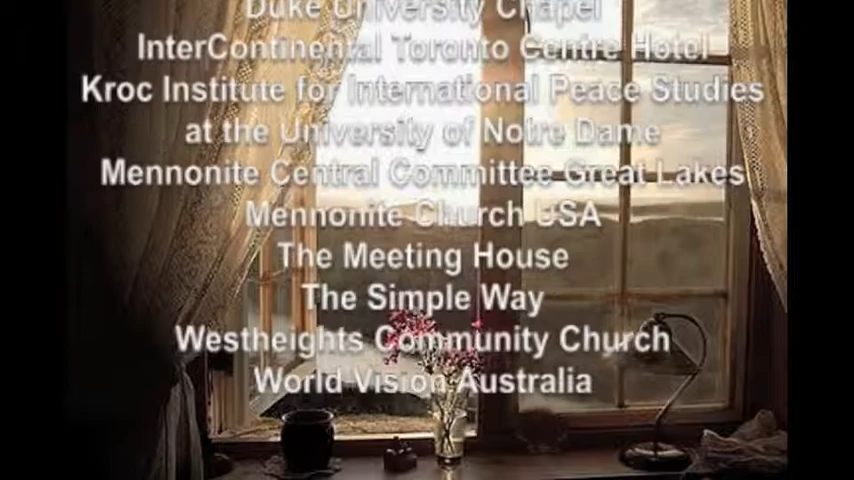 Duke University Chapel
InterContinental Toronto Centre Hotel
Kroc Institute for International Peace Studies
at the University of Notre Dame
Mennonite Central Committee Great Lakes
Mennonite Church USA
The Meeting House
The Simple Way
Westheights Community Church
World Vision Australia